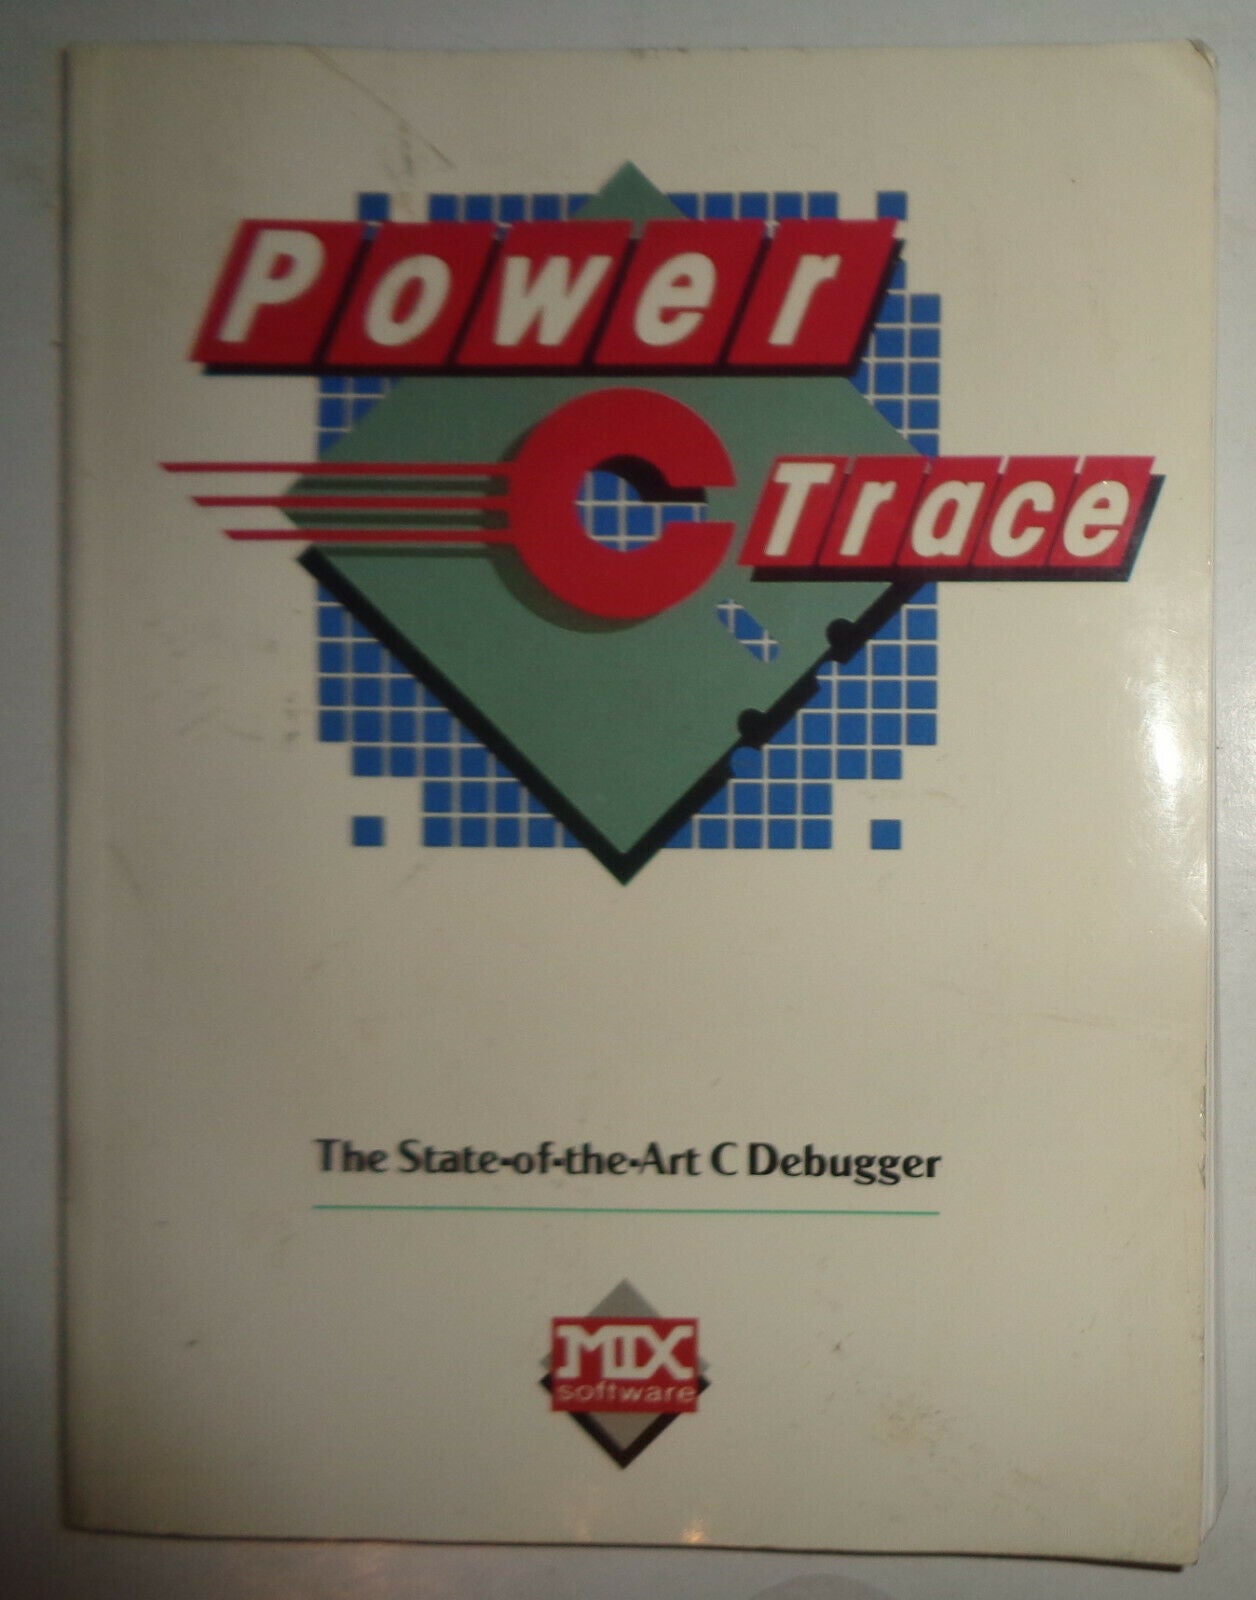 Power
C Trace
The State-of-the-Art C Debugger
MIX
software